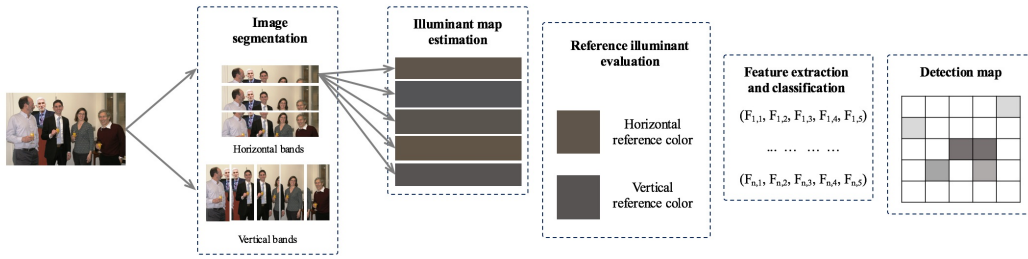 Image
segmentation
Horizontal bands
Vertical bands
Illuminant map
estimation
Reference illuminant
evaluation
Horizontal
reference color
Vertical
reference color
Feature extraction
and classification
(F1,1, F1,2, F1,3, F1,4, F1,5)
... ... ... ...
(Fn,1, Fn,2, Fn,3, Fn,4, Fn,5)
Detection map